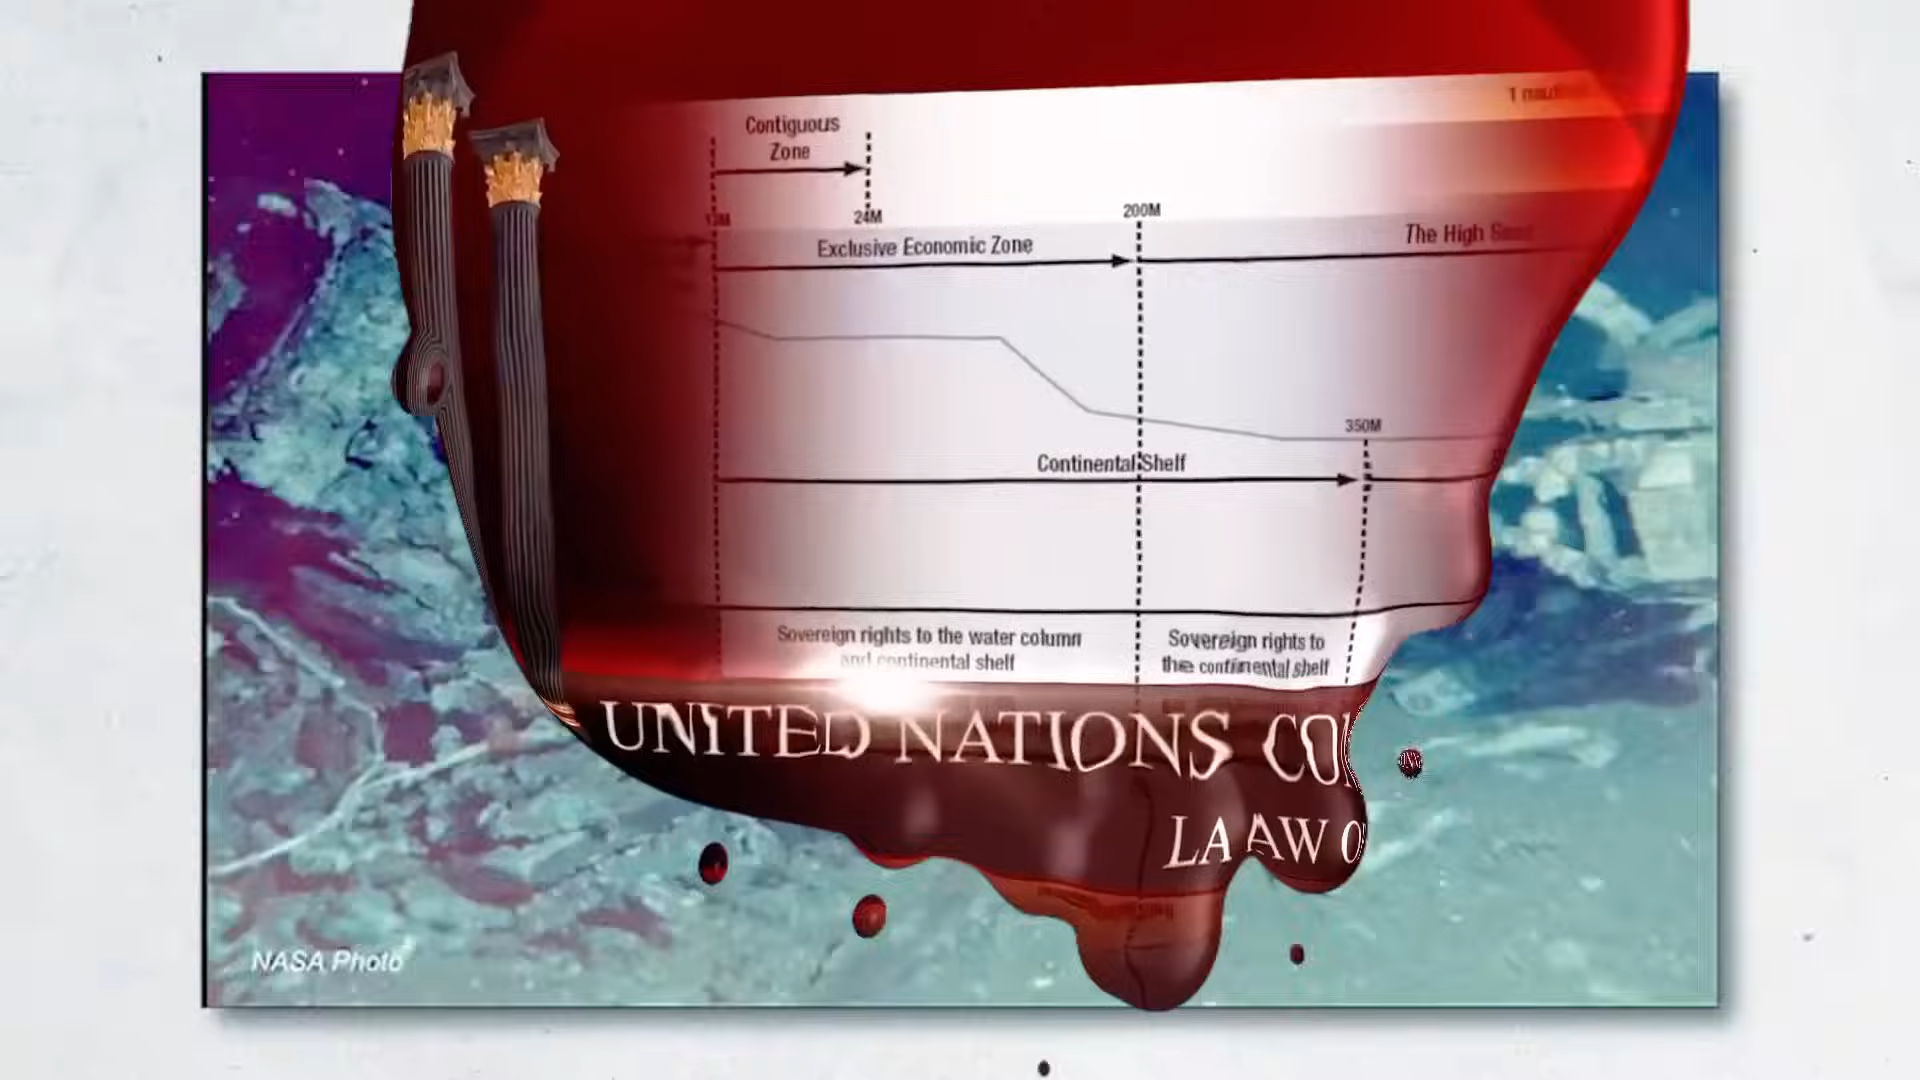 Contiguous
Zone
1 nautical
12M
24M
200M
Exclusive Economic Zone
The High Seas
350M
Continental Shelf
Sovereign rights to the water column
and continental shelf
Sovereign rights to
the continental shelf
UNITED NATIONS CO
LA AW O
NASA Photo